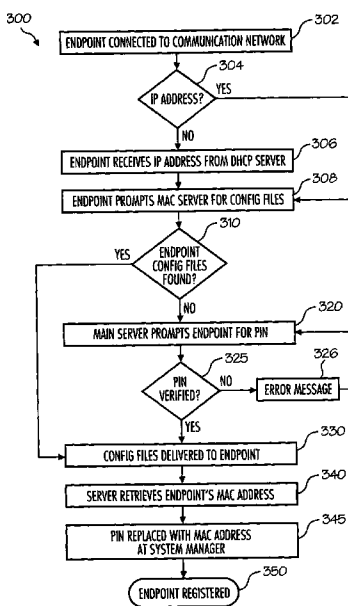 300
302
ENDPOINT CONNECTED TO COMMUNICATION NETWORK
304
IP ADDRESS?
YES
NO
306
ENDPOINT RECEIVES IP ADDRESS FROM DHCP SERVER
308
ENDPOINT PROMPTS MAC SERVER FOR CONFIG FILES
310
YES
ENDPOINT
CONFIG FILES
FOUND?
NO
320
MAIN SERVER PROMPTS ENDPOINT FOR PIN
325
326
PIN
VERIFIED?
NO
ERROR MESSAGE
YES
330
CONFIG FILES DELIVERED TO ENDPOINT
340
SERVER RETRIEVES ENDPOINT'S MAC ADDRESS
345
PIN REPLACED WITH MAC ADDRESS
AT SYSTEM MANAGER
350
ENDPOINT REGISTERED